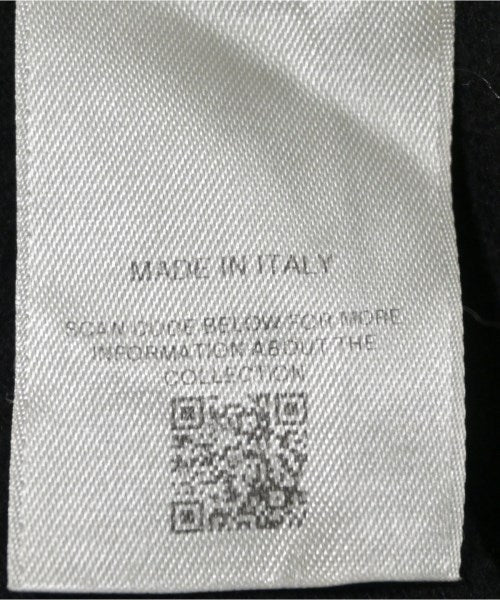 MADE IN ITALY
SCAN CODE BELOW FOR MORE
INFORMATION ABOUT THE
COLLECTION